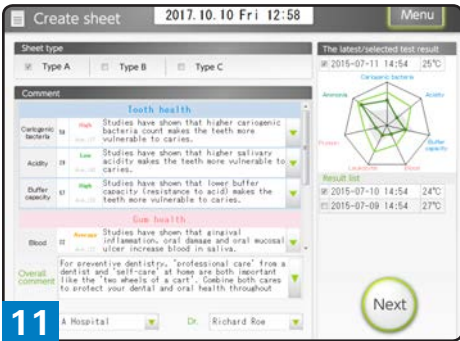 Create sheet
2017.10.10 Fri 12:58
Menu
Sheet type
Type A
Type B
Type C
Comment
Tooth health
Cariogenic bacteria
High
Studies have shown that higher cariogenic
bacteria count makes the teeth more
vulnerable to caries.
Acidity
Low
Studies have shown that higher salivary
acidity makes the teeth more vulnerable to
caries.
Buffer capacity
High
Studies have shown that lower buffer
capacity (resistance to acid) makes the
teeth more vulnerable to caries.
Gum health
Blood
Average
Studies have shown that gingival
inflammation, oral damage and oral mucosal
ulcer increase blood in saliva.
Overall comment
For preventive dentistry, "professional care" from a
dentist and "self-care" at home are both important
like the "two wheels of a cart". Combine both cares
to protect your dental and oral health throughout
11
A Hospital
Dr.
Richard Roe
The latest/selected test result
2015-07-11 14:54 25°C
Cariogenic bacteria
Ammonia
Acidity
Buffer capacity
Blood
Leukocyte
Protein
Result list
2015-07-10 14:54 24°C
2015-07-09 14:54 27°C
Next